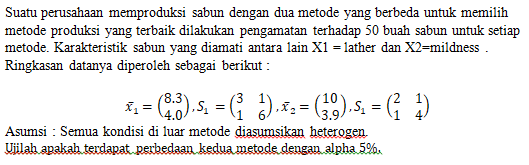 Suatu perusahaan memproduksi sabun dengan dua metode yang berbeda untuk memilih
metode produksi yang terbaik dilakukan pengamatan terhadap 50 buah sabun untuk setiap
metode. Karakteristik sabun yang diamati antara lain X1 = lather dan X2=mildness .
Ringkasan datanya diperoleh sebagai berikut :
x̄₁ = (8.3 4.0), S₁ = (3 1 1 6), x̄₂ = (10 3.9), S₁ = (2 1 1 4)
Asumsi : Semua kondisi di luar metode diasumsikan heterogen.
Ujilah apakah terdapat perbedaan kedua metode dengan alpha 5%.